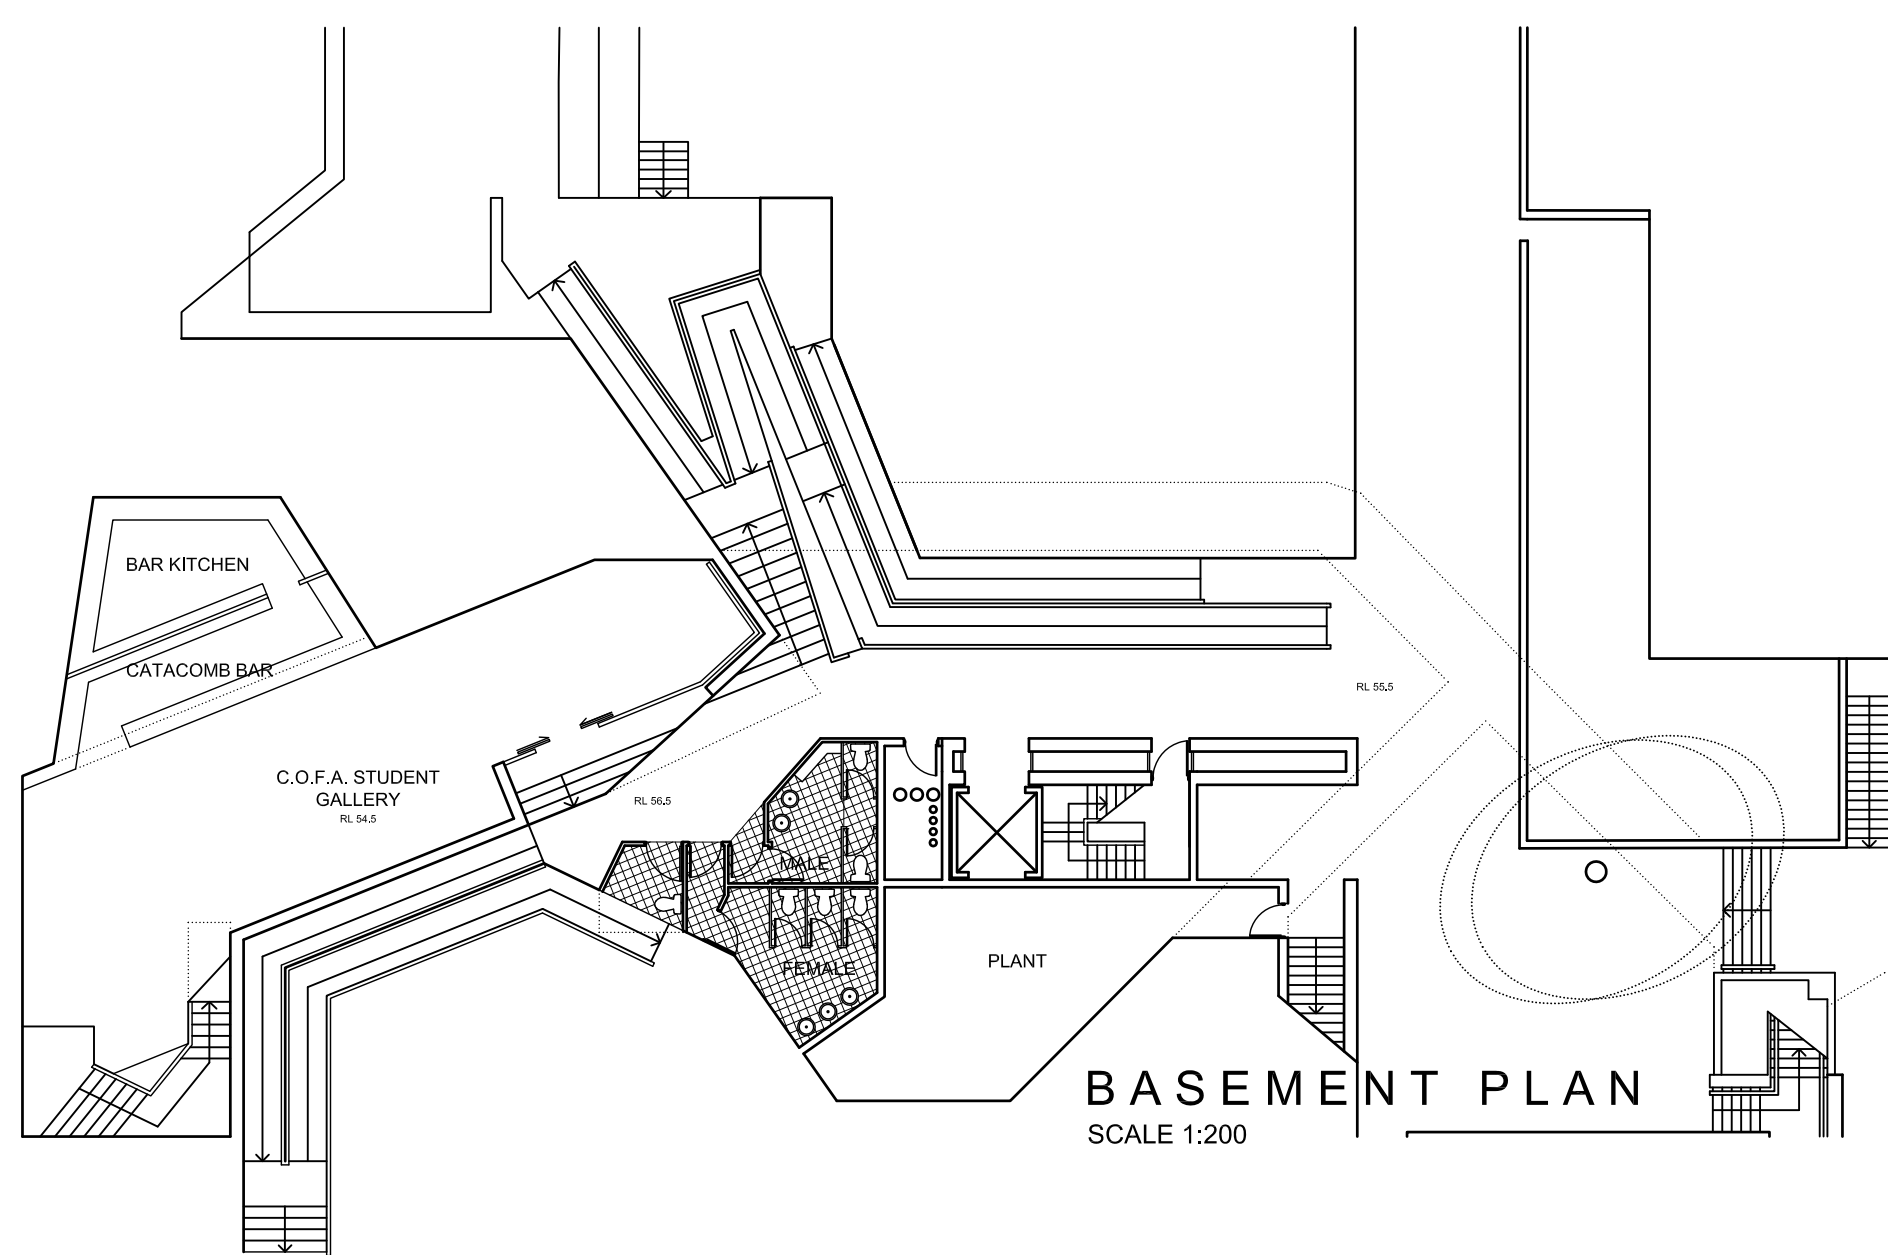 BAR KITCHEN
CATACOMB BAR
RL 55.5
C.O.F.A. STUDENT
GALLERY
RL 54.5
RL 56.5
MALE
FEMALE
PLANT
BASEMENT PLAN
SCALE 1:200